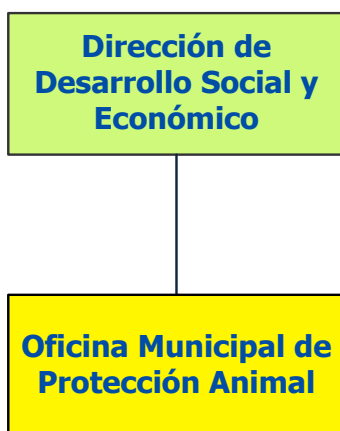 Dirección de
Desarrollo Social y
Económico
Oficina Municipal de
Protección Animal